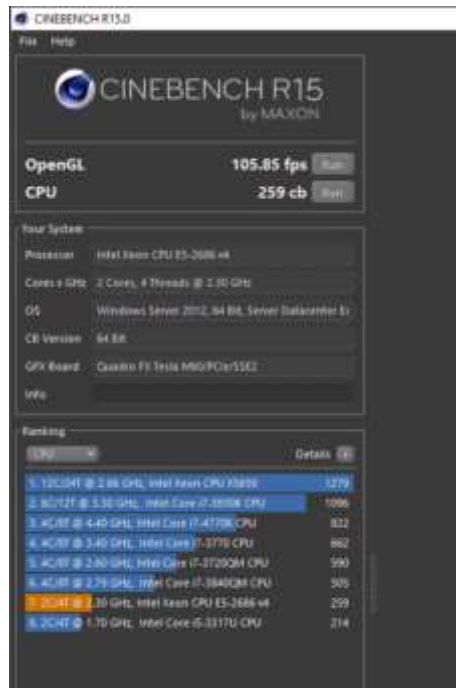 CINEBENCH R15.0
File Help
CINEBENCH R15
by MAXON
OpenGL 105.85 fps Run
CPU 259 cb Run
Your System
Processor Intel Xeon CPU E5-2686 v4
Cores x GHz 2 Cores, 4 Threads @ 2.30 GHz
OS Windows Server 2012, 64 Bit, Server Datacenter
CB Version 64 Bit
GFX Board Quadro FX Tesla M60/PCIe/SSE2
Info
Ranking
CPU Details
1. 12C/24T @ 2.66 GHz, Intel Xeon CPU X5650 1279
2. 6C/12T @ 3.30 GHz, Intel Core i7-3930K CPU 1096
3. 4C/8T @ 4.40 GHz, Intel Core i7-4770K CPU 822
4. 4C/8T @ 3.40 GHz, Intel Core i7-3770 CPU 662
5. 4C/8T @ 2.60 GHz, Intel Core i7-3720QM CPU 590
6. 4C/8T @ 2.79 GHz, Intel Core i7-3840QM CPU 505
7. 2C/4T @ 2.30 GHz, Intel Xeon CPU E5-2686 v4 259
8. 2C/4T @ 1.70 GHz, Intel Core i5-3317U CPU 214